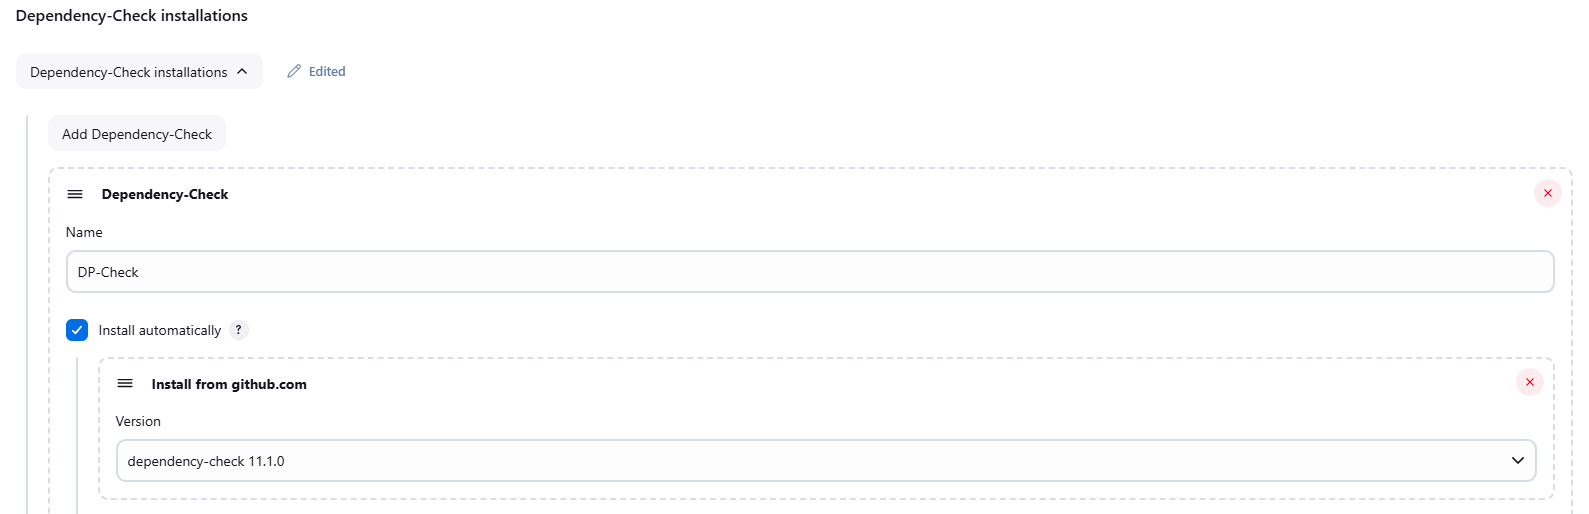 Dependency-Check installations
Dependency-Check installations Edited
Add Dependency-Check
Dependency-Check
Name
DP-Check
Install automatically ?
Install from github.com
Version
dependency-check 11.1.0